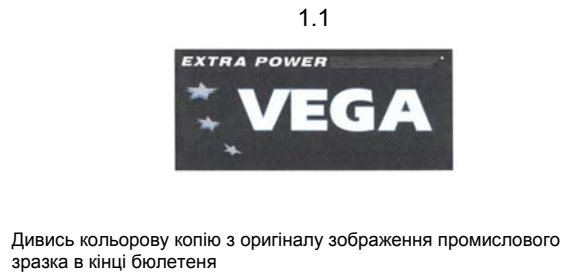 1.1
EXTRA POWER
VEGA
Дивись кольорову копію з оригіналу зображення промислового
зразка в кінці бюлетеня